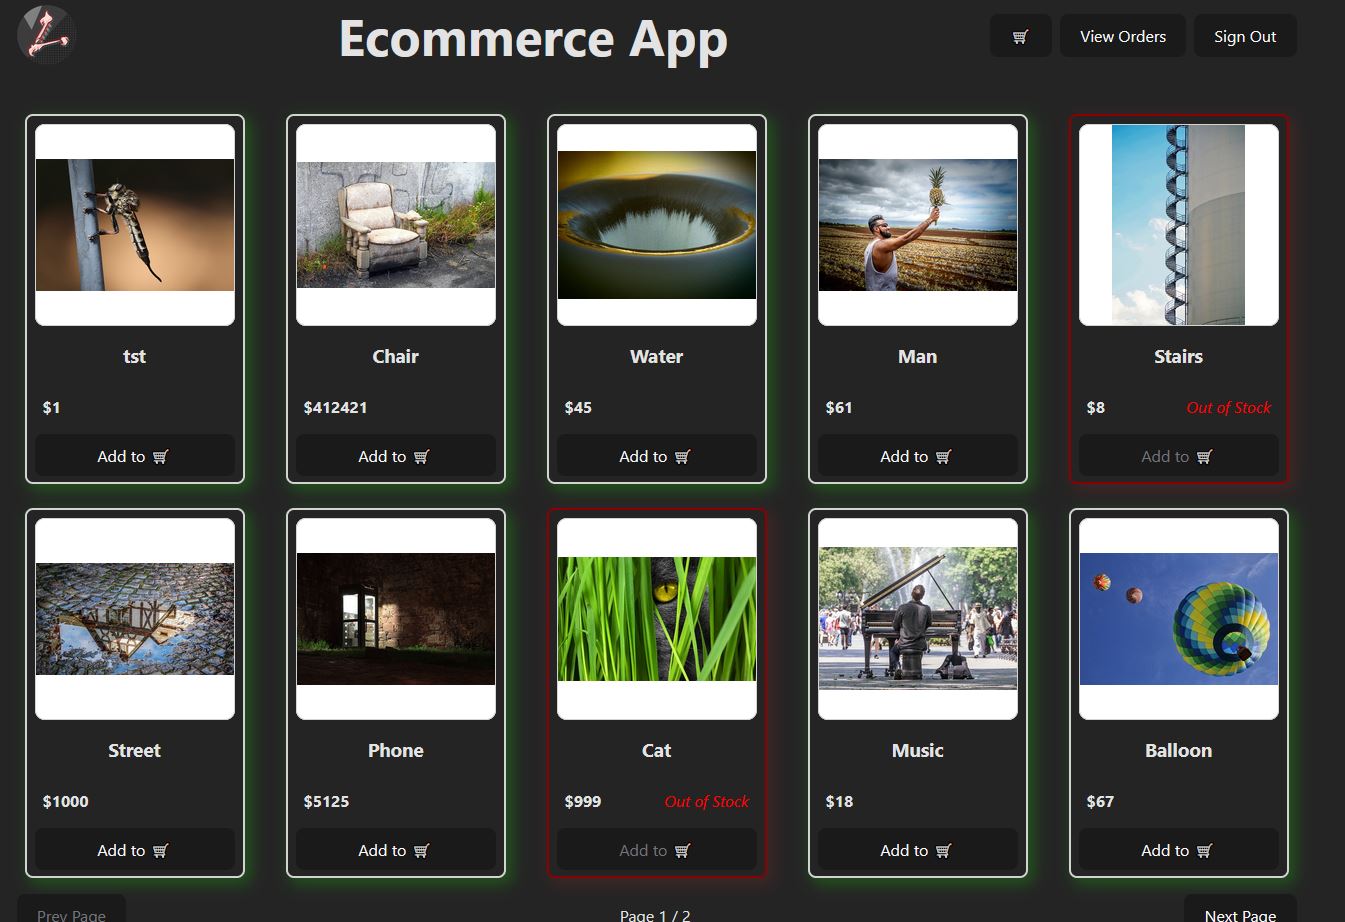 Ecommerce App
🛒 View Orders Sign Out
tst
$1
Add to 🛒
Chair
$412421
Add to 🛒
Water
$45
Add to 🛒
Man
$61
Add to 🛒
Stairs
$8 Out of Stock
Add to 🛒
Street
$1000
Add to 🛒
Phone
$5125
Add to 🛒
Cat
$999 Out of Stock
Add to 🛒
Music
$18
Add to 🛒
Balloon
$67
Add to 🛒
Prev Page Page 1 / 2 Next Page